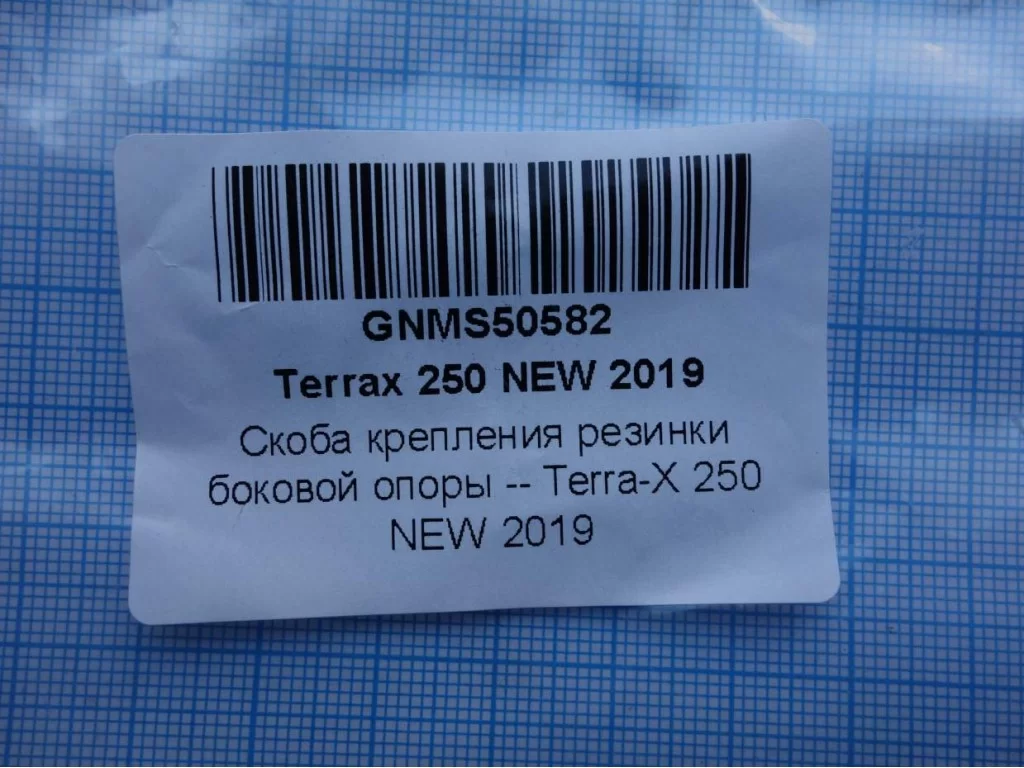 GNMS50582
Terrax 250 NEW 2019
Скоба крепления резинки
боковой опоры -- Terra-X 250
NEW 2019